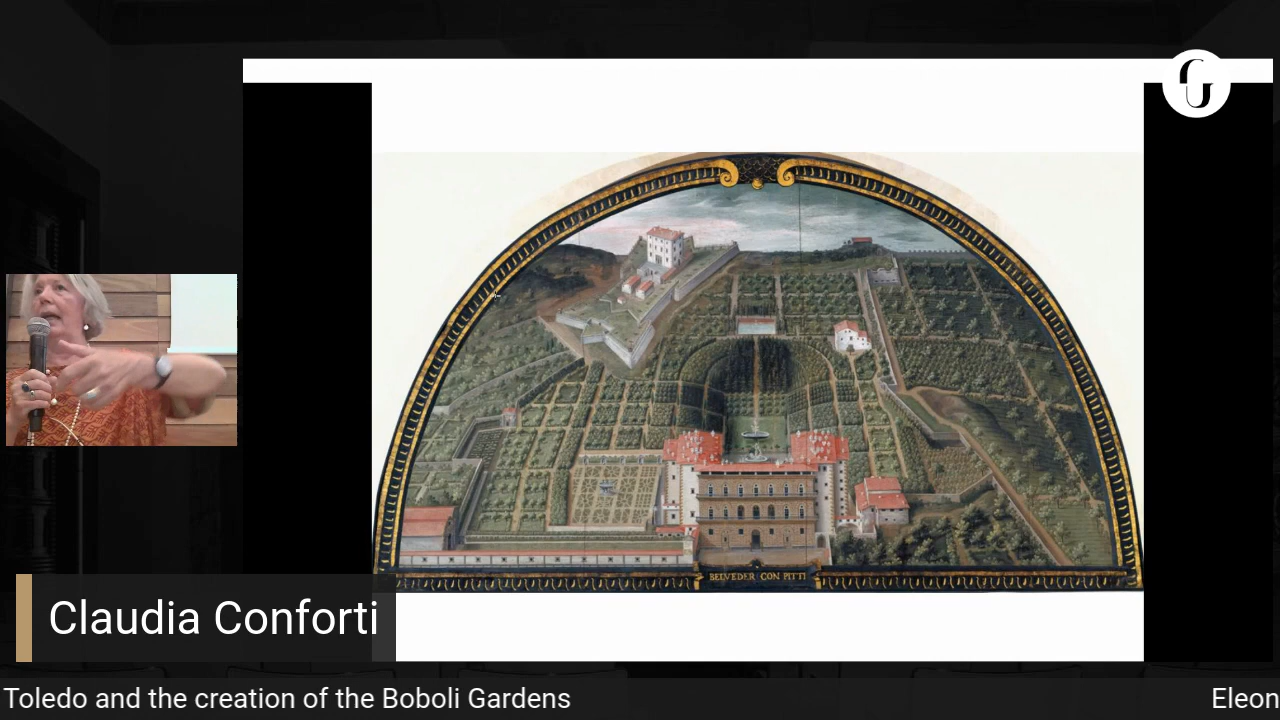 BELVEDER CON PITTI
Claudia Conforti
Toledo and the creation of the Boboli Gardens
Eleon